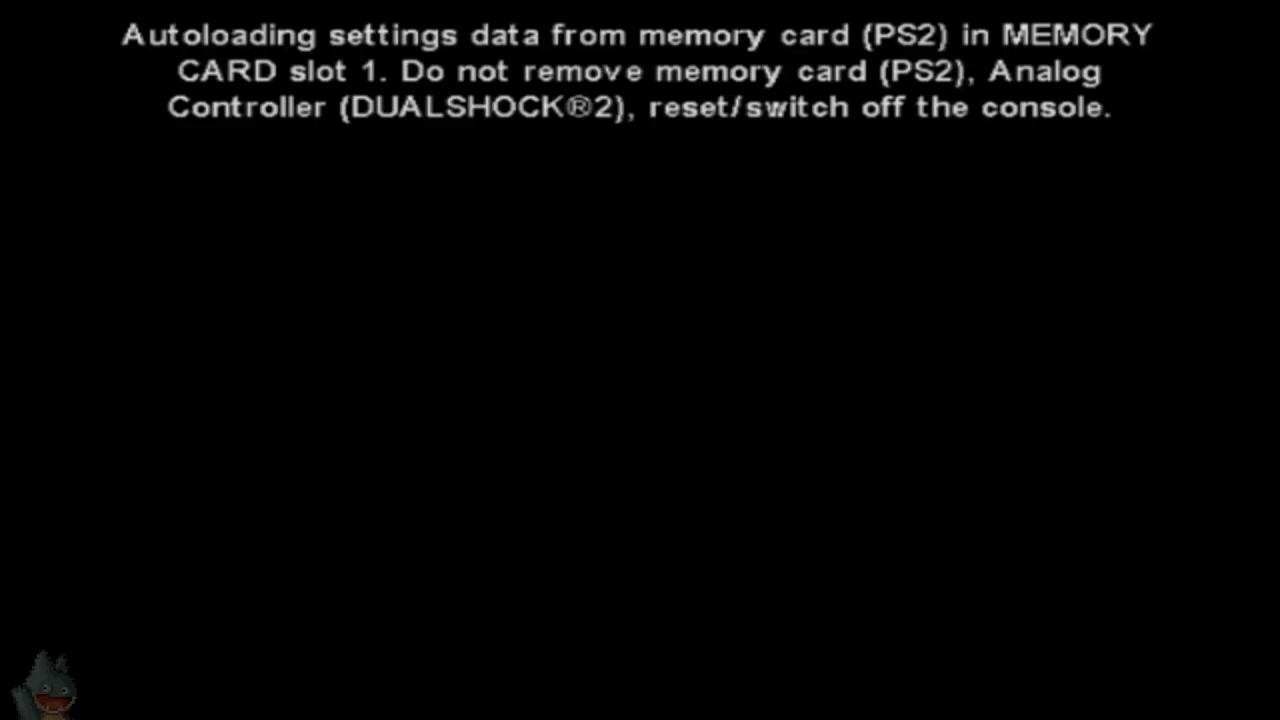 Autoloading settings data from memory card (PS2) in MEMORY
CARD slot 1. Do not remove memory card (PS2), Analog
Controller (DUALSHOCK®2), reset/switch off the console.